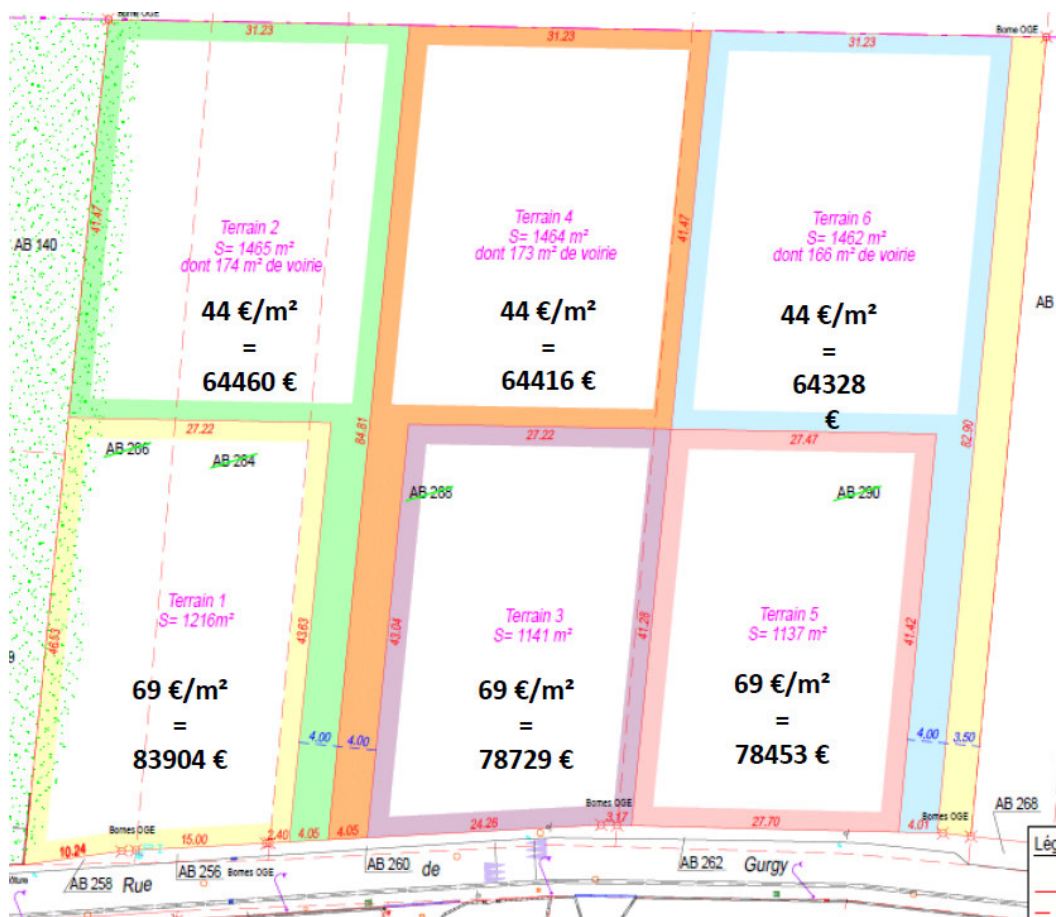 Borne OGE
Borne OGE
31.23
31.23
31.23
41.47
41.47
AB 140
AB
Terrain 2
S= 1465 m²
dont 174 m² de voirie
44 €/m²
=
64460 €
Terrain 4
S= 1464 m²
dont 173 m² de voirie
44 €/m²
=
64416 €
Terrain 6
S= 1462 m²
dont 166 m² de voirie
44 €/m²
=
64328
€
27.22
84.81
27.22
27.47
82.90
AB 266
AB 284
AB 288
AB 290
9
46.53
43.63
43.04
41.28
41.42
Terrain 1
S= 1216m²
69 €/m²
=
83904 €
Terrain 3
S= 1141 m²
69 €/m²
=
78729 €
Terrain 5
S= 1137 m²
69 €/m²
=
78453 €
4.00
4.00
4.00
3.50
Bornes OGE
Bornes OGE
Bornes OGE
10.24
15.00
2.40
4.05
4.05
24.26
3.17
27.70
4.01
AB 268
Lég
AB 258
Rue
AB 256
Bornes OGE
AB 260
de
AB 262
Gurgy